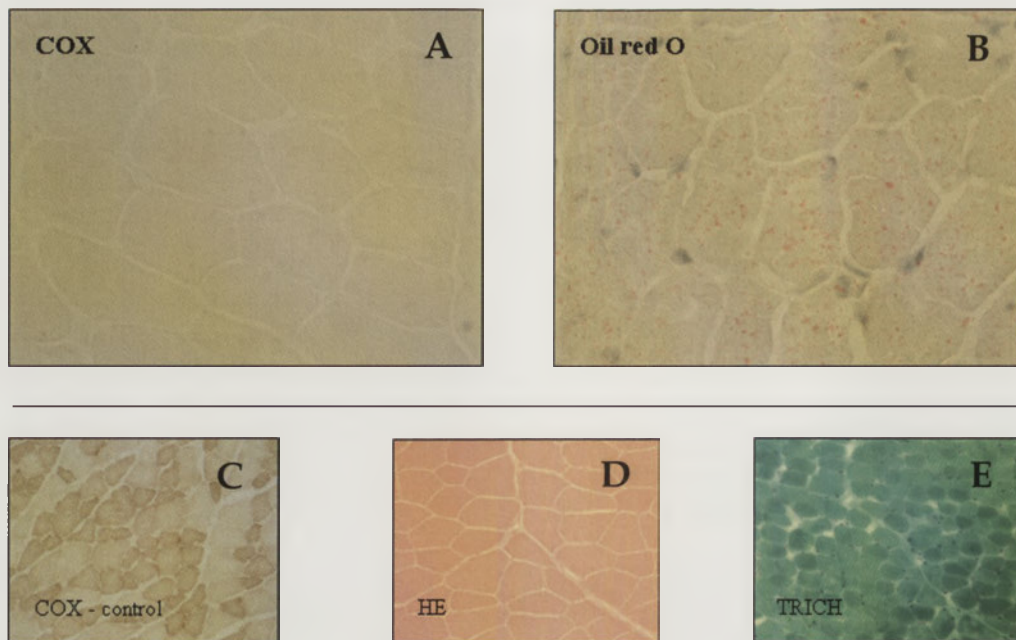 COX
A
Oil red O
B
C
COX - control
D
HE
E
TRICH